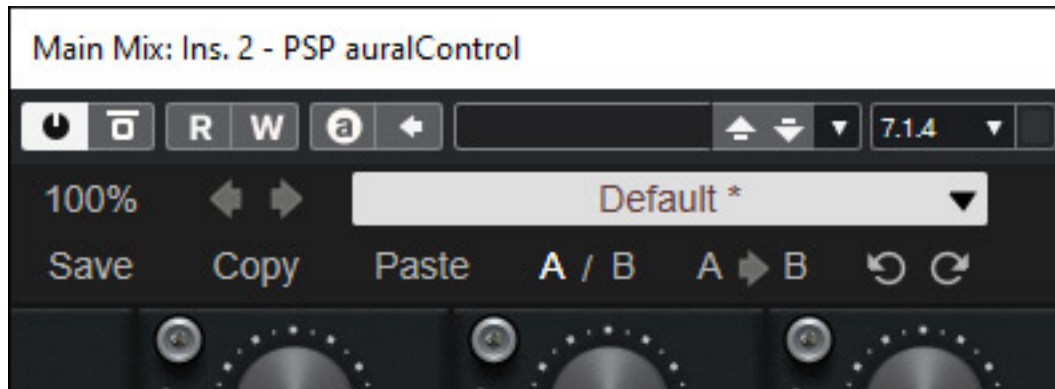 Main Mix: Ins. 2 - PSP auralControl
R W a 7.1.4
100% Default *
Save Copy Paste A / B A B